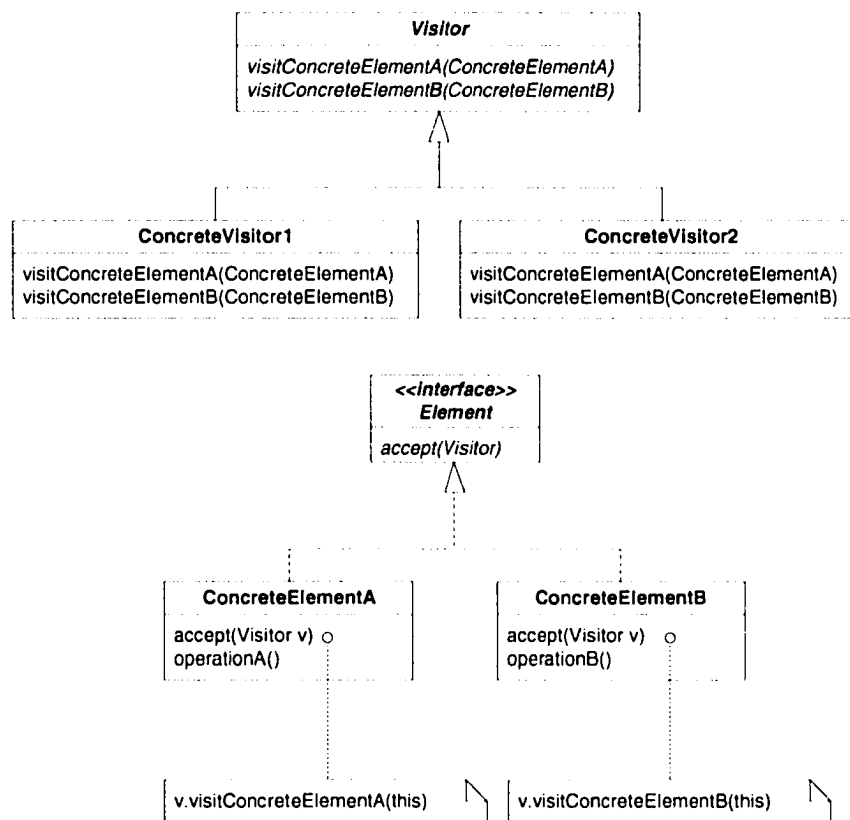 Visitor
visitConcreteElementA(ConcreteElementA)
visitConcreteElementB(ConcreteElementB)
ConcreteVisitor1
visitConcreteElementA(ConcreteElementA)
visitConcreteElementB(ConcreteElementB)
ConcreteVisitor2
visitConcreteElementA(ConcreteElementA)
visitConcreteElementB(ConcreteElementB)
<<interface>>
Element
accept(Visitor)
ConcreteElementA
accept(Visitor v)
operationA()
ConcreteElementB
accept(Visitor v)
operationB()
v.visitConcreteElementA(this)
v.visitConcreteElementB(this)